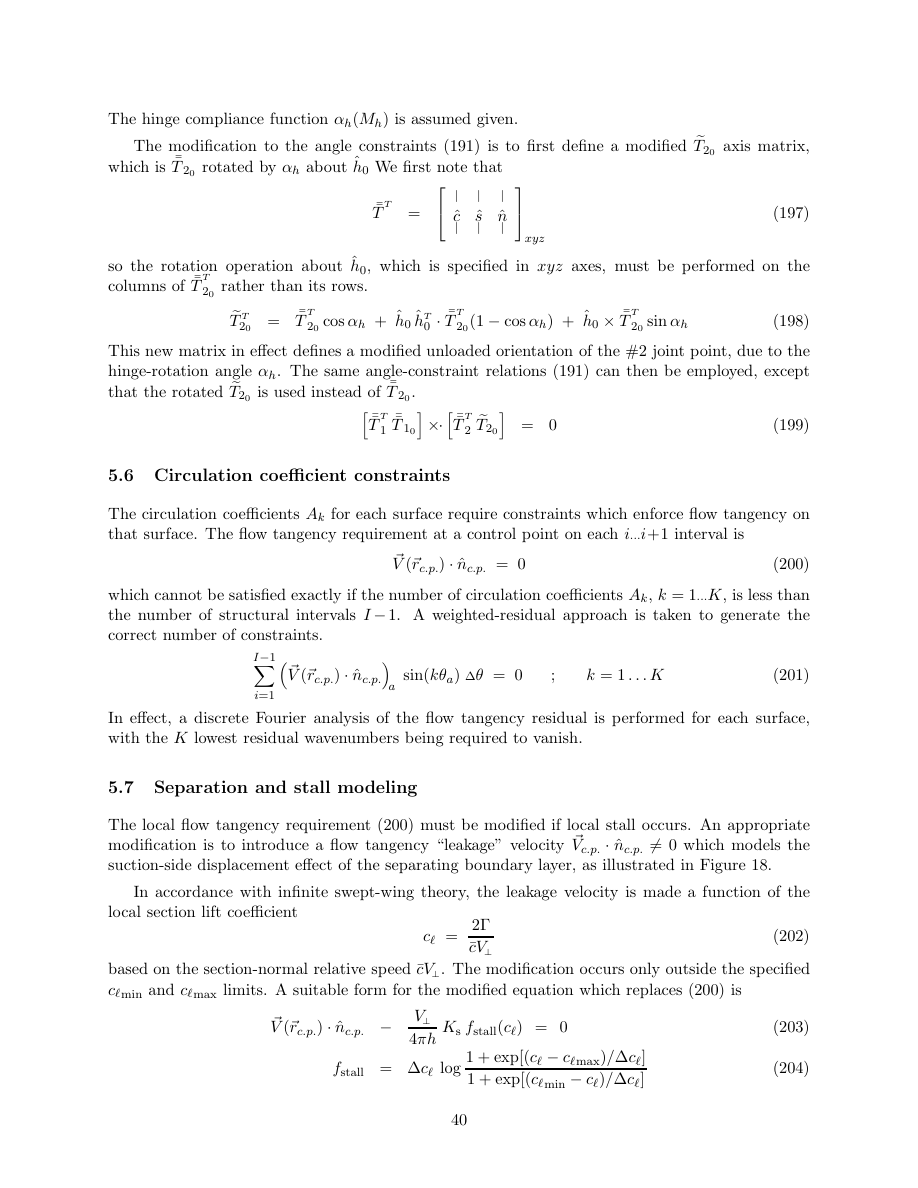 The hinge compliance function αₕ(Mₕ) is assumed given.
The modification to the angle constraints (191) is to first define a modified T̃₂₀ axis matrix,
which is T̿₂₀ rotated by αₕ about ĥ₀ We first note that
T̿ᵀ = [ | | | ; ĉ ŝ n̂ ; | | | ]xyz (197)
so the rotation operation about ĥ₀, which is specified in xyz axes, must be performed on the
columns of T̿ᵀ₂₀ rather than its rows.
T̃ᵀ₂₀ = T̿ᵀ₂₀ cos αₕ + ĥ₀ ĥ₀ᵀ · T̿ᵀ₂₀(1 − cos αₕ) + ĥ₀ × T̿ᵀ₂₀ sin αₕ (198)
This new matrix in effect defines a modified unloaded orientation of the #2 joint point, due to the
hinge-rotation angle αₕ. The same angle-constraint relations (191) can then be employed, except
that the rotated T̃₂₀ is used instead of T̿₂₀.
[T̿₁ᵀ T̿₁₀] ×· [T̿₂ᵀ T̃₂₀] = 0 (199)
5.6 Circulation coefficient constraints
The circulation coefficients Aₖ for each surface require constraints which enforce flow tangency on
that surface. The flow tangency requirement at a control point on each i...i+1 interval is
V⃗(r⃗c.p.) · n̂c.p. = 0 (200)
which cannot be satisfied exactly if the number of circulation coefficients Aₖ, k = 1...K, is less than
the number of structural intervals I − 1. A weighted-residual approach is taken to generate the
correct number of constraints.
∑_{i=1}^{I−1} (V⃗(r⃗c.p.) · n̂c.p.)ₐ sin(kθₐ) Δθ = 0 ; k = 1 . . . K (201)
In effect, a discrete Fourier analysis of the flow tangency residual is performed for each surface,
with the K lowest residual wavenumbers being required to vanish.
5.7 Separation and stall modeling
The local flow tangency requirement (200) must be modified if local stall occurs. An appropriate
modification is to introduce a flow tangency “leakage” velocity V⃗c.p. · n̂c.p. ≠ 0 which models the
suction-side displacement effect of the separating boundary layer, as illustrated in Figure 18.
In accordance with infinite swept-wing theory, the leakage velocity is made a function of the
local section lift coefficient
cℓ = 2Γ / c̄V⊥ (202)
based on the section-normal relative speed c̄V⊥. The modification occurs only outside the specified
cℓmin and cℓmax limits. A suitable form for the modified equation which replaces (200) is
V⃗(r⃗c.p.) · n̂c.p. − V⊥ / 4πh Ks fstall(cℓ) = 0 (203)
fstall = Δcℓ log 1 + exp[(cℓ − cℓmax)/Δcℓ] / 1 + exp[(cℓmin − cℓ)/Δcℓ] (204)
40